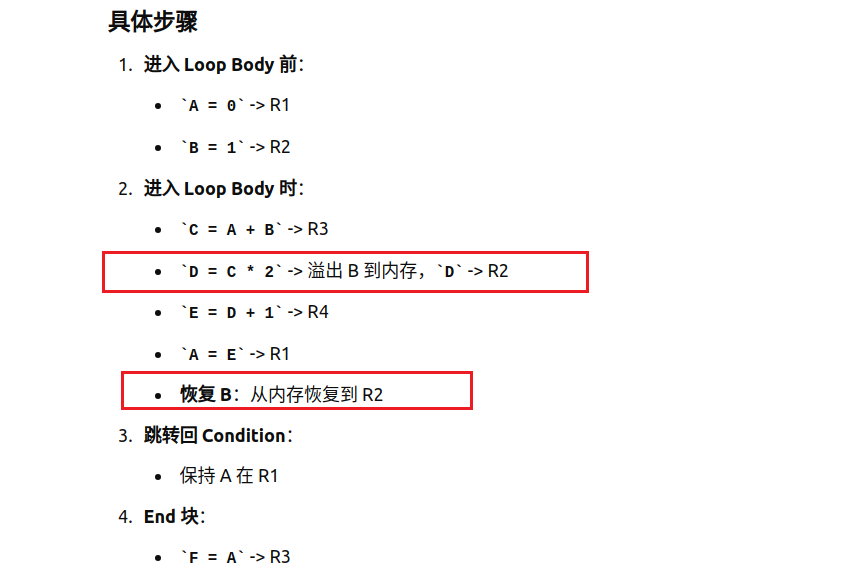 具体步骤
1. 进入 Loop Body 前：
• `A = 0` -> R1
• `B = 1` -> R2
2. 进入 Loop Body 时：
• `C = A + B` -> R3
• `D = C * 2` -> 溢出 B 到内存，`D` -> R2
• `E = D + 1` -> R4
• `A = E` -> R1
• 恢复 B：从内存恢复到 R2
3. 跳转回 Condition：
• 保持 A 在 R1
4. End 块：
• `F = A` -> R3